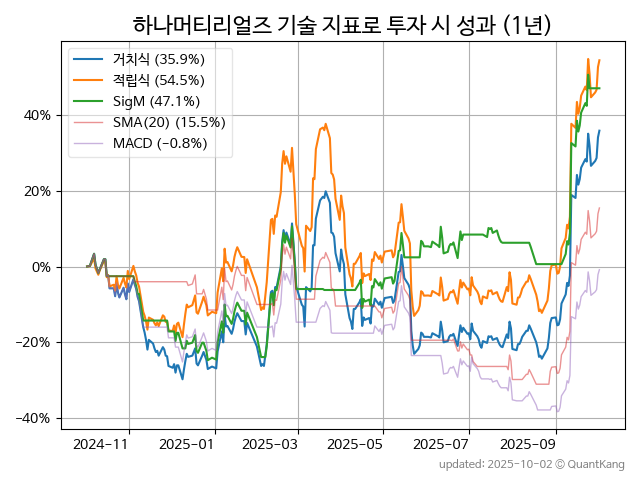 하나머티리얼즈 기술 지표로 투자 시 성과 (1년)
거치식 (35.9%)
적립식 (54.5%)
SigM (47.1%)
SMA(20) (15.5%)
MACD (−0.8%)
40%
20%
0%
−20%
−40%
2024-11
2025-01
2025-03
2025-05
2025-07
2025-09
updated: 2025-10-02 © QuantKang